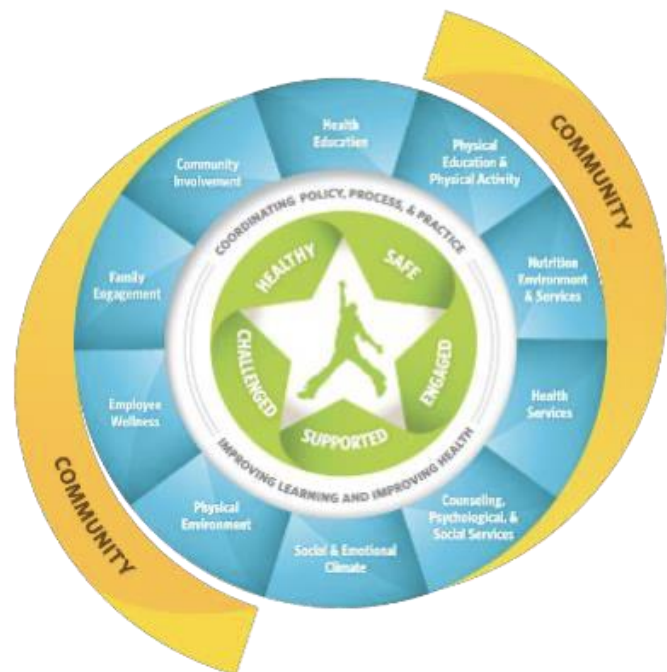 COMMUNITY
Health
Education
Physical
Education &
Physical Activity
Nutrition
Environment
& Services
Health
Services
Counseling,
Psychological, &
Social Services
Social & Emotional
Climate
Physical
Environment
Employee
Wellness
Family
Engagement
Community
Involvement
COORDINATING POLICY, PROCESS, & PRACTICE
IMPROVING LEARNING AND IMPROVING HEALTH
HEALTHY
SAFE
ENGAGED
SUPPORTED
CHALLENGED
COMMUNITY